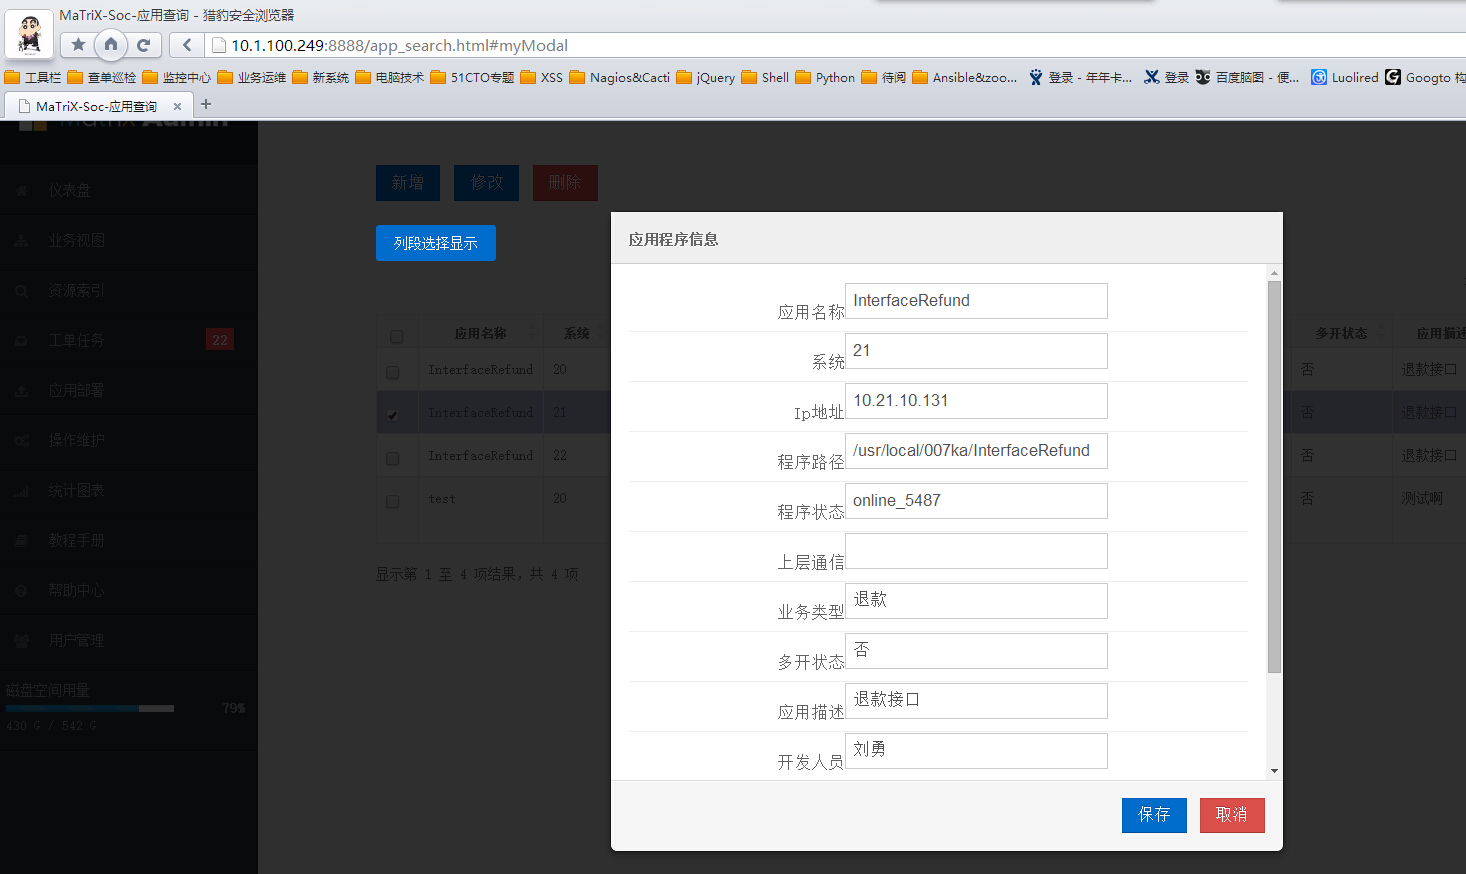 MaTriX-Soc-应用查询 - 猎豹安全浏览器
10.1.100.249:8888/app_search.html#myModal
工具栏 查单巡检 监控中心 业务运维 新系统 电脑技术 51CTO专题 XSS Nagios&Cacti jQuery Shell Python 待阅 Ansible&zoo... 登录 - 年年卡... 登录 百度脑图 - 便... Luolired Googto 构
MaTriX-Soc-应用查询
Matrix Admin
仪表盘
业务视图
资源索引
工单任务 22
应用部署
操作维护
统计图表
教程手册
帮助中心
用户管理
磁盘空间用量
79%
430 G / 542 G
新增 修改 删除
列段选择显示
应用名称 系统 多开状态 应用描述
InterfaceRefund 20 否 退款接口
InterfaceRefund 21 否 退款接口
InterfaceRefund 22 否 退款接口
test 20 否 测试啊
显示第 1 至 4 项结果，共 4 项
应用程序信息
应用名称 InterfaceRefund
系统 21
Ip地址 10.21.10.131
程序路径 /usr/local/007ka/InterfaceRefund
程序状态 online_5487
上层通信
业务类型 退款
多开状态 否
应用描述 退款接口
开发人员 刘勇
保存 取消